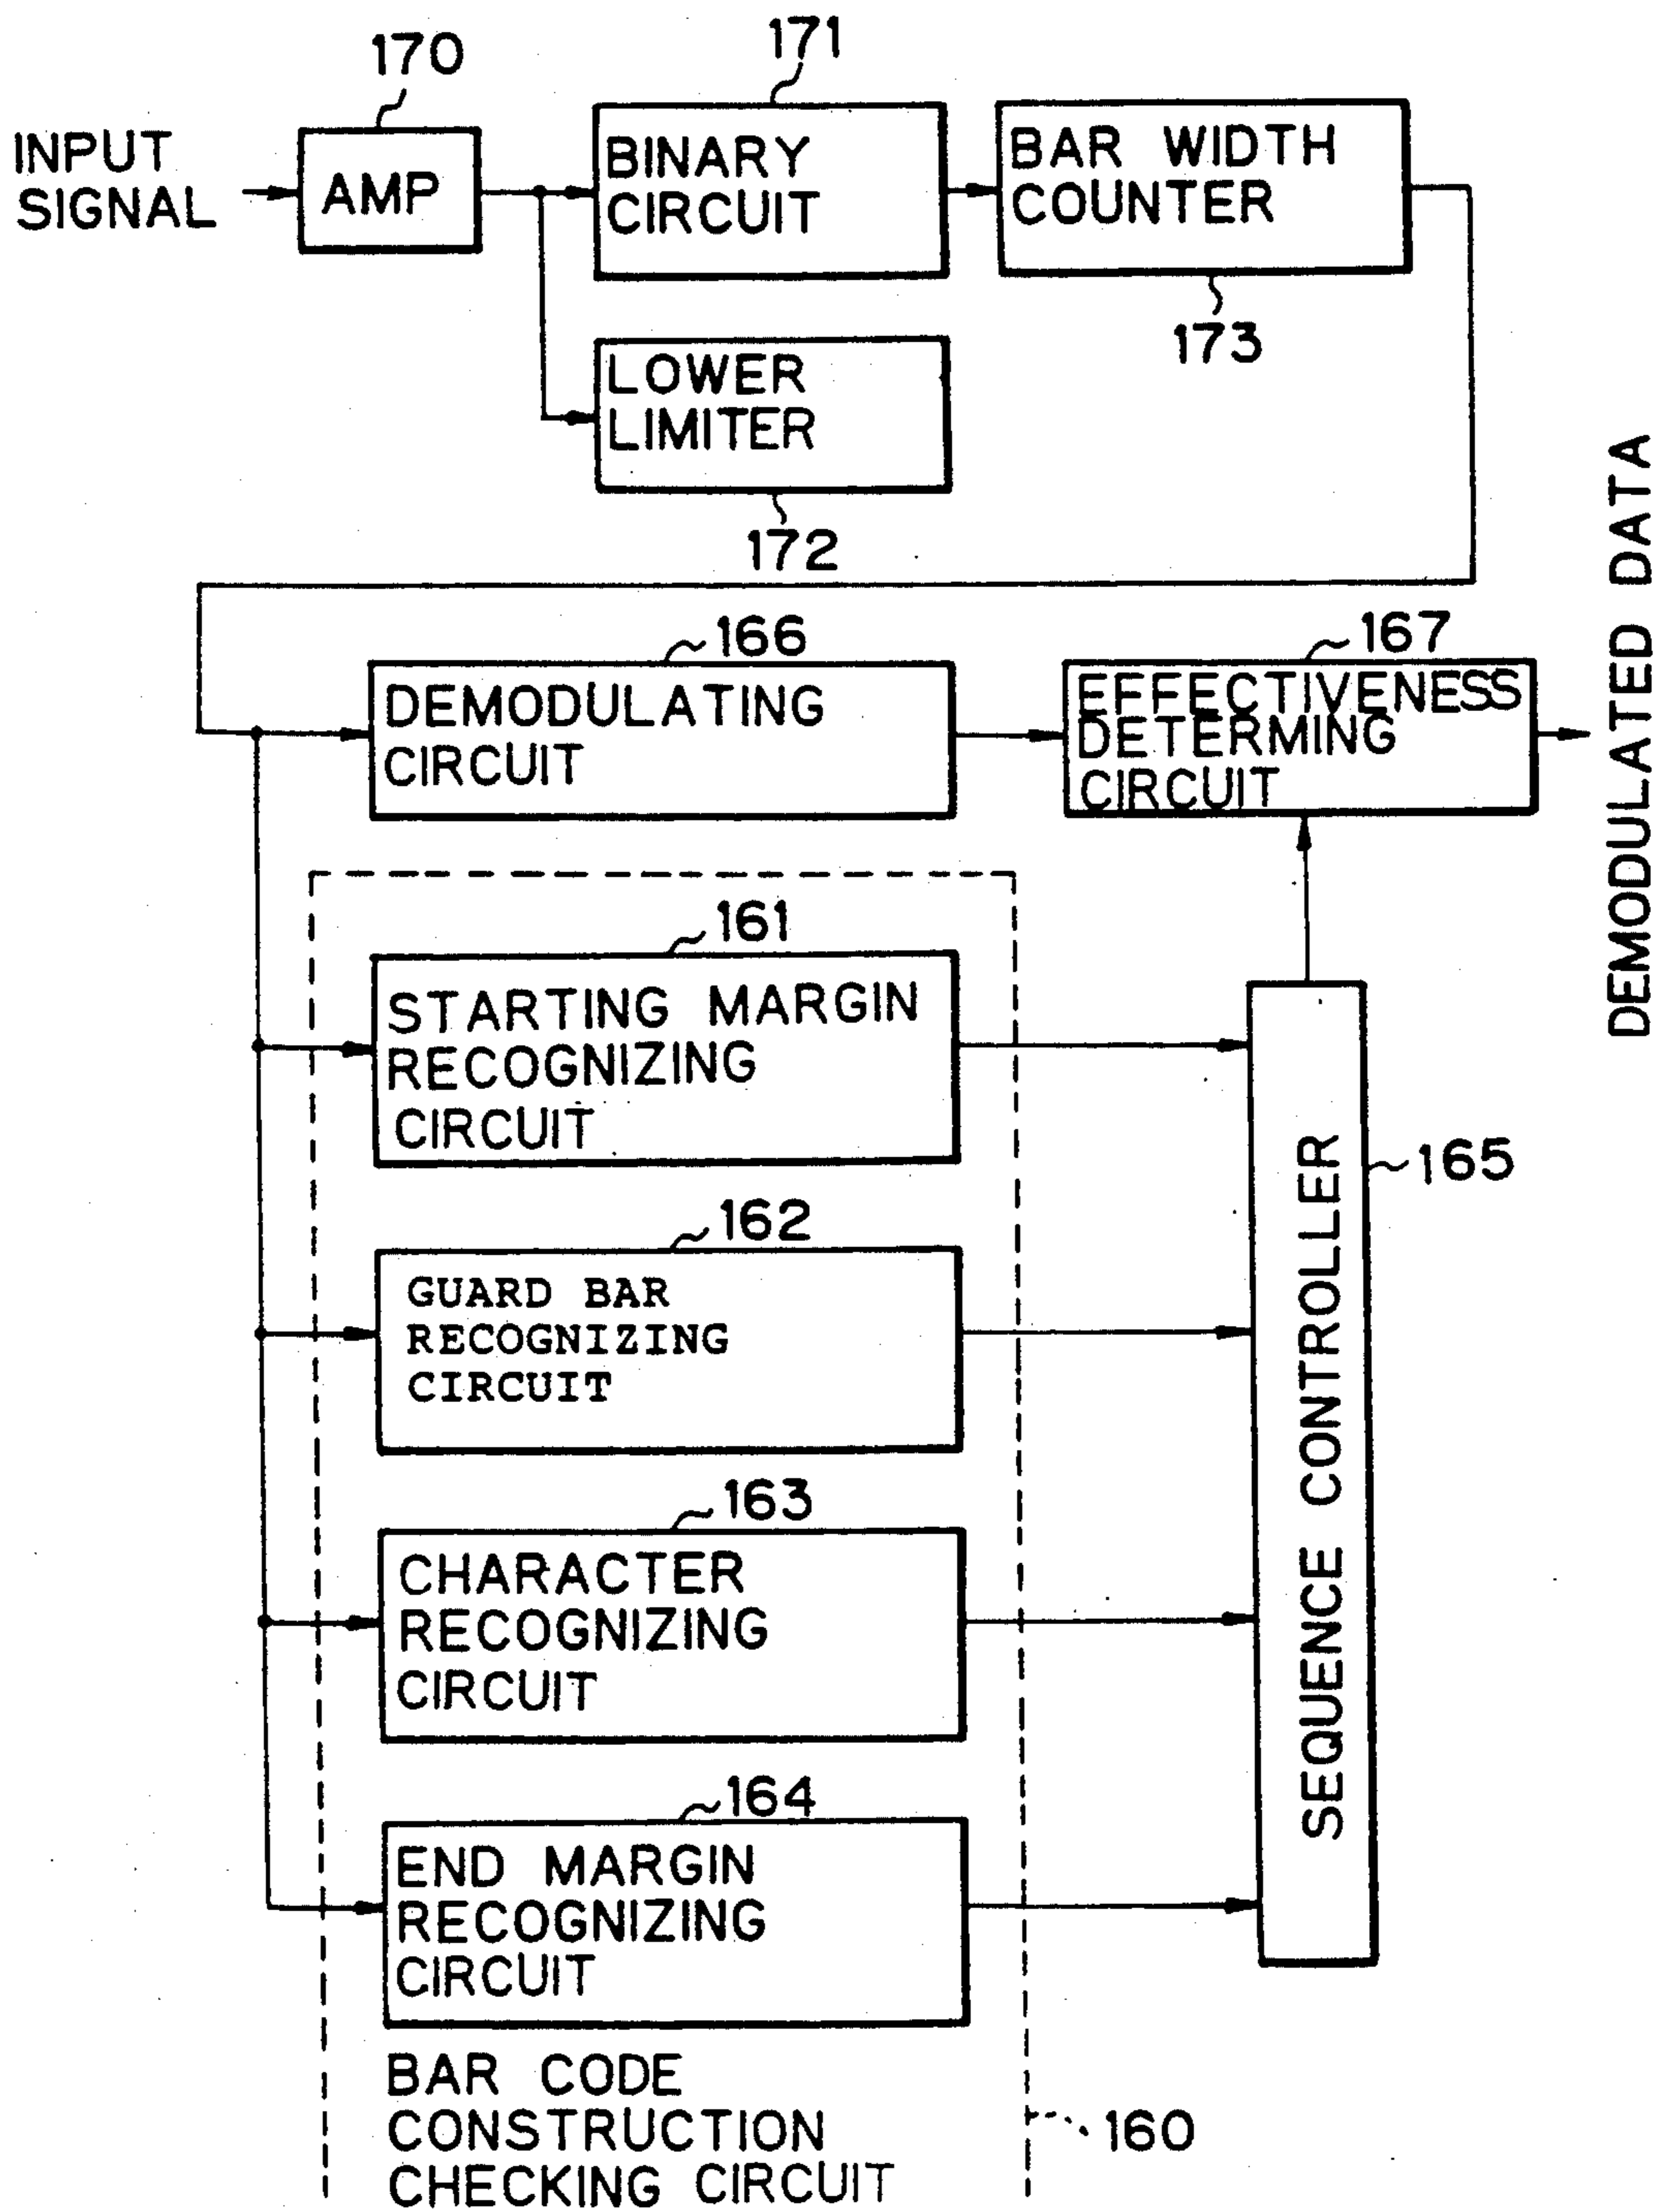 170
171
INPUT
SIGNAL
AMP
BINARY
CIRCUIT
BAR WIDTH
COUNTER
173
LOWER
LIMITER
172
166
DEMODULATING
CIRCUIT
167
EFFECTIVENESS
DETERMING
CIRCUIT
DEMODULATED DATA
161
STARTING MARGIN
RECOGNIZING
CIRCUIT
162
GUARD BAR
RECOGNIZING
CIRCUIT
163
CHARACTER
RECOGNIZING
CIRCUIT
164
END MARGIN
RECOGNIZING
CIRCUIT
SEQUENCE CONTROLLER
165
BAR CODE
CONSTRUCTION
CHECKING CIRCUIT
160